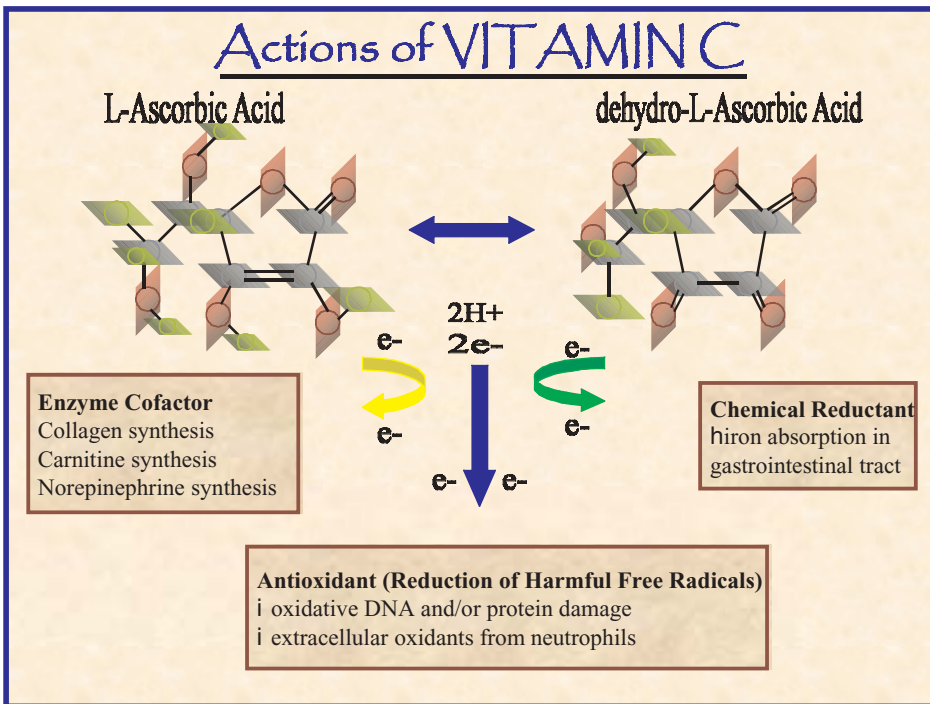 Actions of VITAMIN C
L-Ascorbic Acid
dehydro-L-Ascorbic Acid
2H+
2e-
e-
e-
e-
e-
e- e-
Enzyme Cofactor
Collagen synthesis
Carnitine synthesis
Norepinephrine synthesis
Chemical Reductant
hiron absorption in
gastrointestinal tract
Antioxidant (Reduction of Harmful Free Radicals)
i oxidative DNA and/or protein damage
i extracellular oxidants from neutrophils